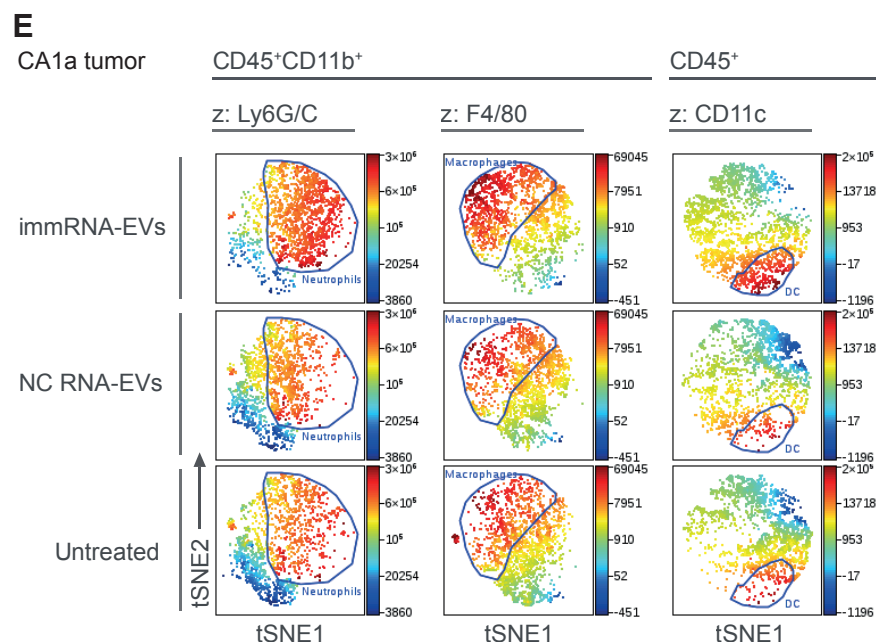 E
CA1a tumor
CD45⁺CD11b⁺
CD45⁺
z: Ly6G/C
z: F4/80
z: CD11c
immRNA-EVs
Neutrophils
3×10⁶
6×10⁵
10⁵
20254
3860
Macrophages
69045
7951
910
-52
-451
DC
2×10⁵
13718
953
-17
-1196
NC RNA-EVs
Neutrophils
3×10⁶
6×10⁵
10⁵
20254
3860
Macrophages
69045
7951
910
-52
-451
DC
2×10⁵
13718
953
-17
-1196
Untreated
Neutrophils
3×10⁶
6×10⁵
10⁵
20254
3860
Macrophages
69045
7951
910
-52
-451
DC
2×10⁵
13718
953
-17
-1196
tSNE2
tSNE1
tSNE1
tSNE1